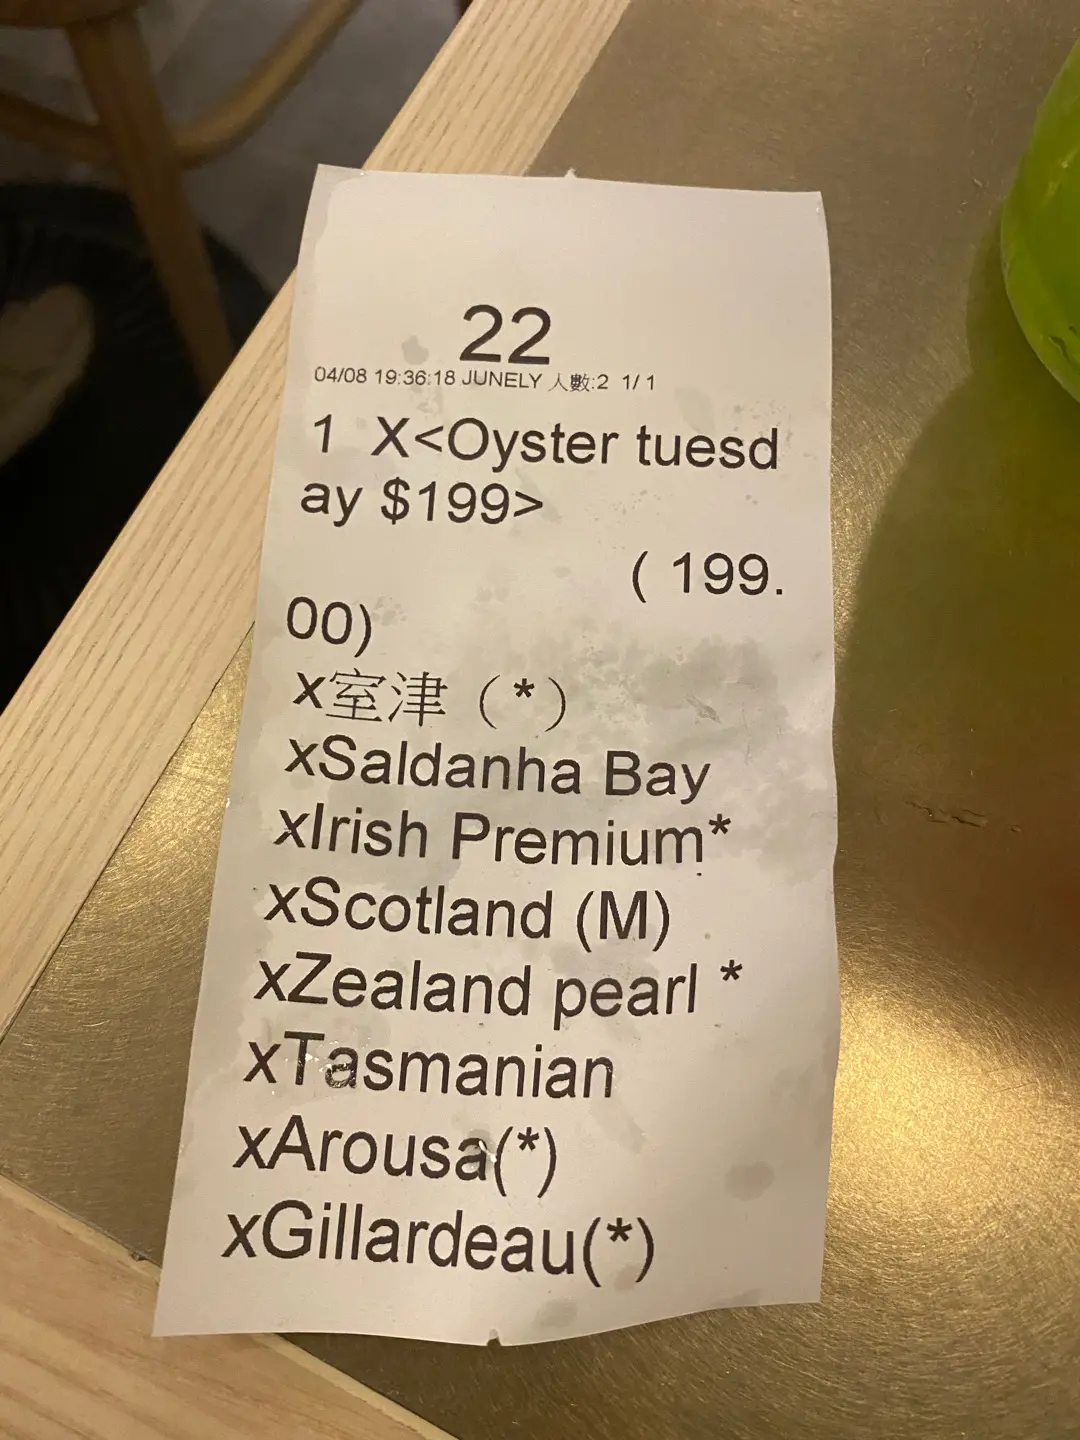 22
04/08 19:36:18 JUNELY 人數:2 1/1
1 X<Oyster tuesd
ay $199>
( 199.
00)
x室津（*）
xSaldanha Bay
xIrish Premium*
xScotland (M)
xZealand pearl *
xTasmanian
xArousa(*)
xGillardeau(*)